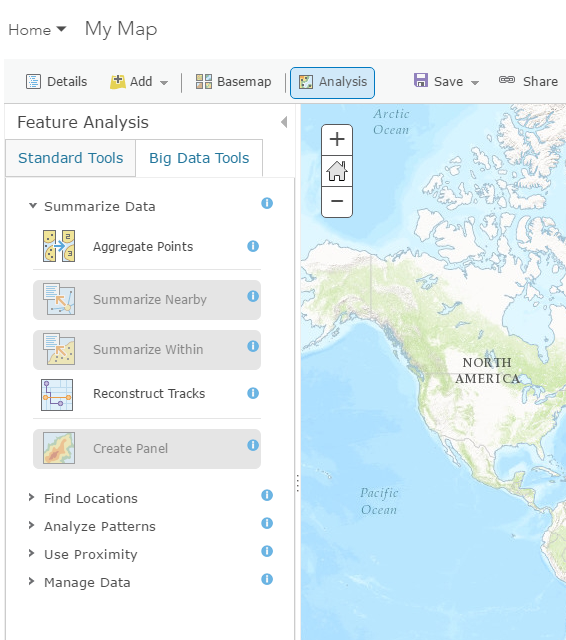 Home My Map
Details Add Basemap Analysis Save Share
Feature Analysis
Standard Tools Big Data Tools
Summarize Data
Aggregate Points
Summarize Nearby
Summarize Within
Reconstruct Tracks
Create Panel
Find Locations
Analyze Patterns
Use Proximity
Manage Data
Arctic
Ocean
NORTH
AMERICA
Pacific
Ocean